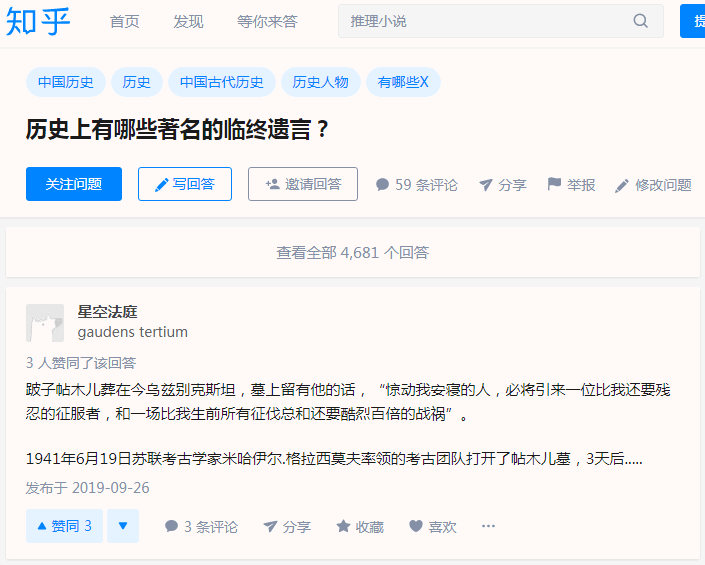 知乎 首页 发现 等你来答 推理小说 提
中国历史 历史 中国古代历史 历史人物 有哪些X
历史上有哪些著名的临终遗言？
关注问题 写回答 邀请回答 59 条评论 分享 举报 修改问题
查看全部 4,681 个回答
星空法庭
gaudens tertium
3 人赞同了该回答
跛子帖木儿葬在今乌兹别克斯坦，墓上留有他的话，“惊动我安寝的人，必将引来一位比我还要残
忍的征服者，和一场比我生前所有征伐总和还要酷烈百倍的战祸”。
1941年6月19日苏联考古学家米哈伊尔.格拉西莫夫率领的考古团队打开了帖木儿墓，3天后.....
发布于 2019-09-26
赞同 3 3 条评论 分享 收藏 喜欢 ···